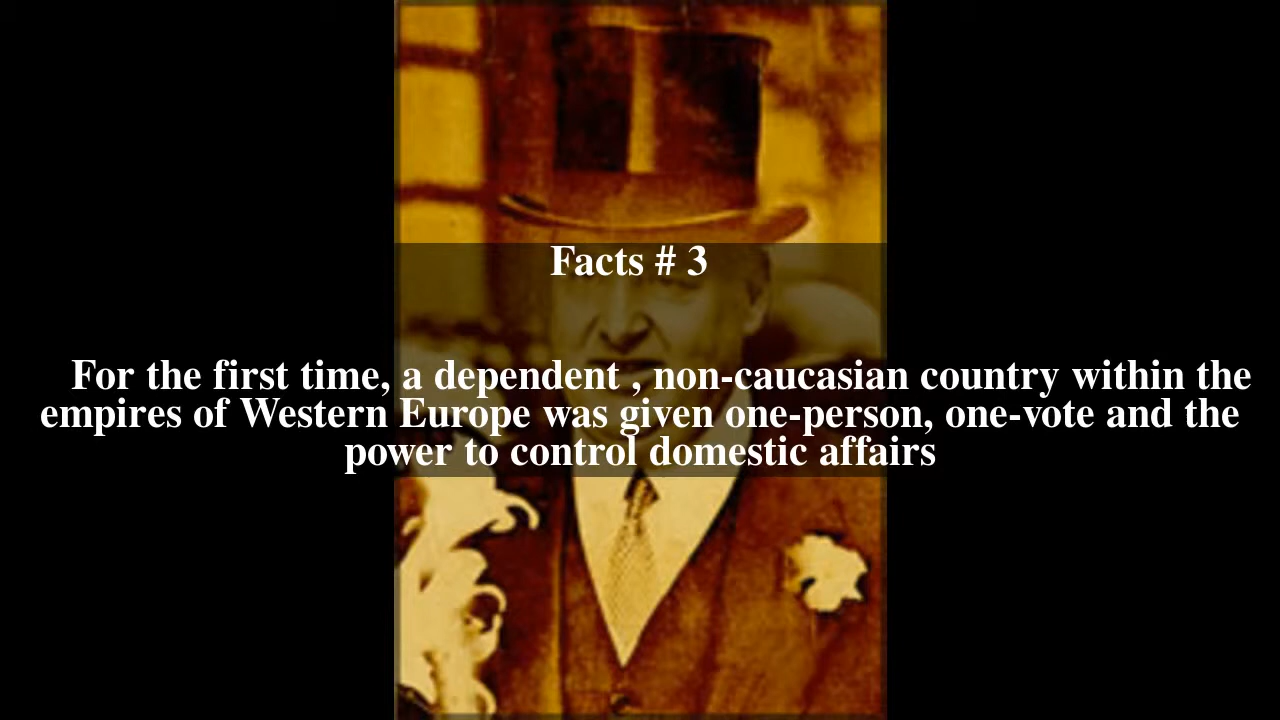 Facts # 3
For the first time, a dependent , non-caucasian country within the
empires of Western Europe was given one-person, one-vote and the
power to control domestic affairs